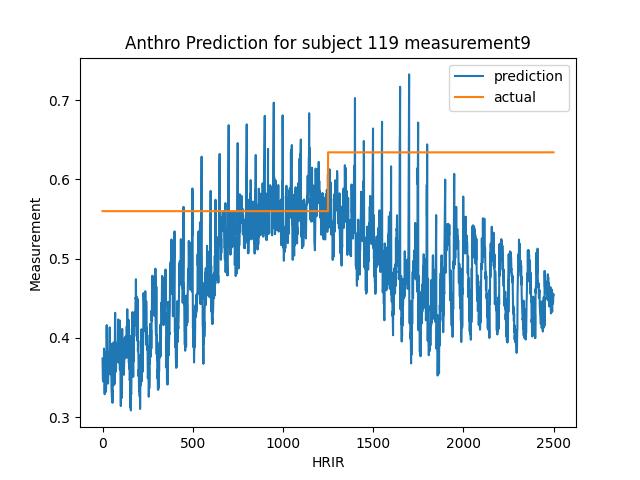 Anthro Prediction for subject 119 measurement9
prediction
actual
0.7
0.6
0.5
0.4
0.3
Measurement
0
500
1000
1500
2000
2500
HRIR